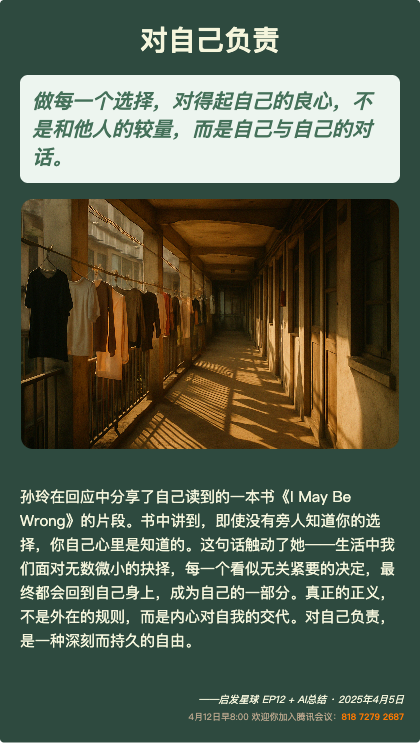 对自己负责
做每一个选择，对得起自己的良心，不
是和他人的较量，而是自己与自己的对
话。
孙玲在回应中分享了自己读到的一本书《I May Be
Wrong》的片段。书中讲到，即使没有旁人知道你的选
择，你自己心里是知道的。这句话触动了她——生活中我
们面对无数微小的抉择，每一个看似无关紧要的决定，最
终都会回到自己身上，成为自己的一部分。真正的正义，
不是外在的规则，而是内心对自我的交代。对自己负责，
是一种深刻而持久的自由。
——启发星球 EP12 + AI总结 · 2025年4月5日
4月12日早8:00 欢迎你加入腾讯会议：818 7279 2687